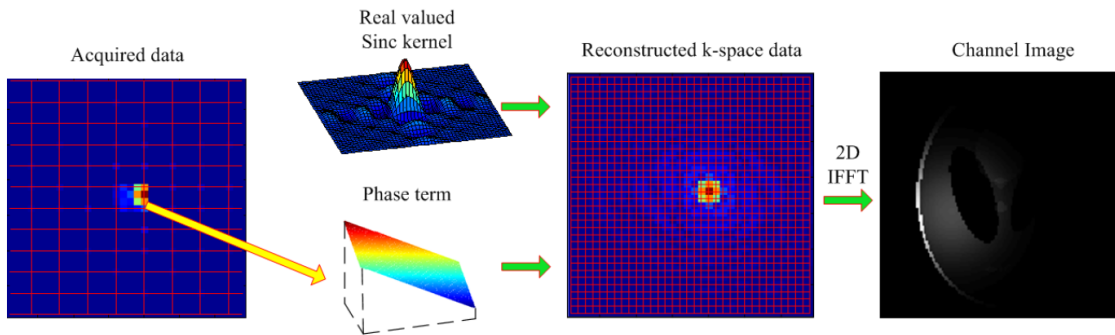 Acquired data
Real valued
Sinc kernel
Phase term
Reconstructed k-space data
2D
IFFT
Channel Image